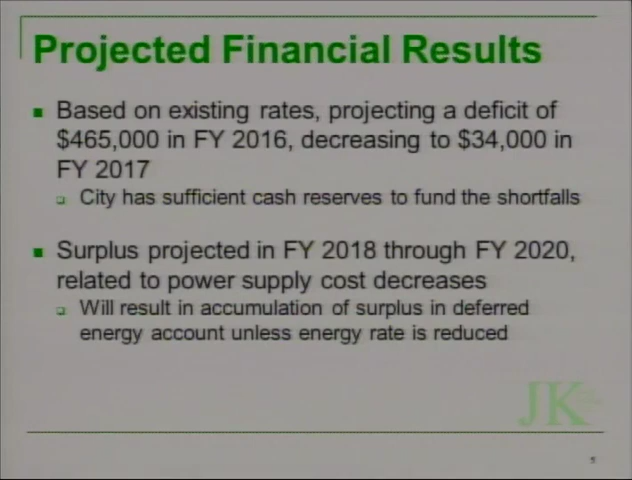 Projected Financial Results
Based on existing rates, projecting a deficit of
$465,000 in FY 2016, decreasing to $34,000 in
FY 2017
City has sufficient cash reserves to fund the shortfalls
Surplus projected in FY 2018 through FY 2020,
related to power supply cost decreases
Will result in accumulation of surplus in deferred
energy account unless energy rate is reduced
JK